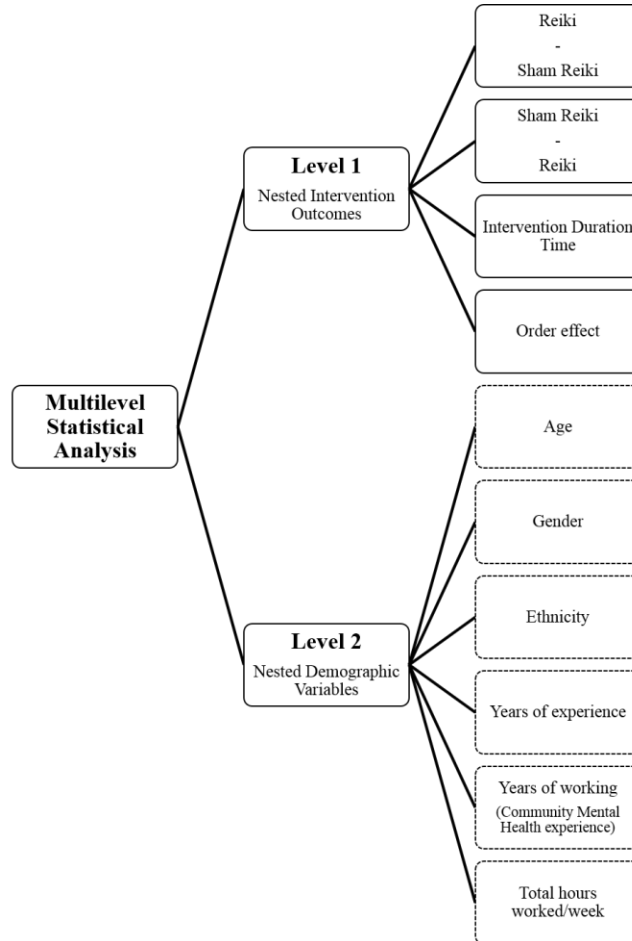 Reiki
-
Sham Reiki
Sham Reiki
-
Reiki
Level 1
Nested Intervention
Outcomes
Intervention Duration
Time
Order effect
Multilevel
Statistical
Analysis
Age
Gender
Ethnicity
Level 2
Nested Demographic
Variables
Years of experience
Years of working
(Community Mental
Health experience)
Total hours
worked/week